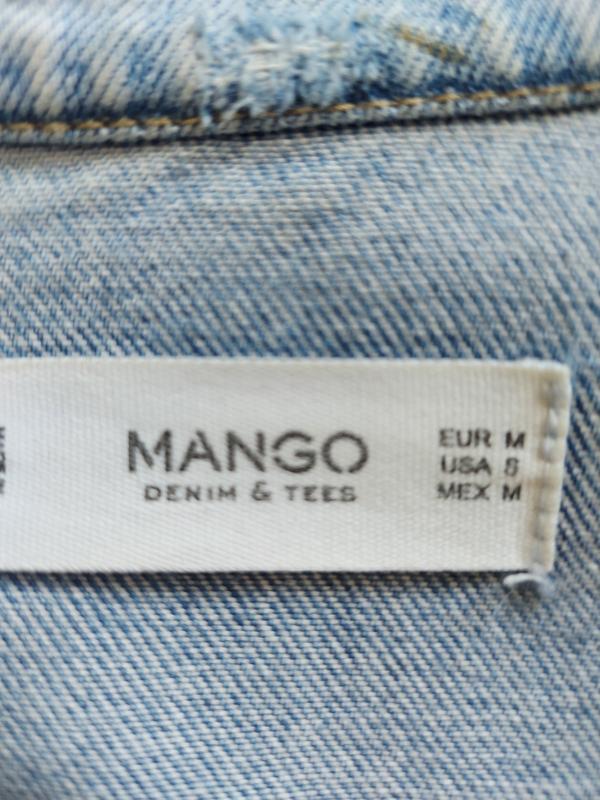 MANGO
DENIM & TEES
EUR M
USA S
MEX M